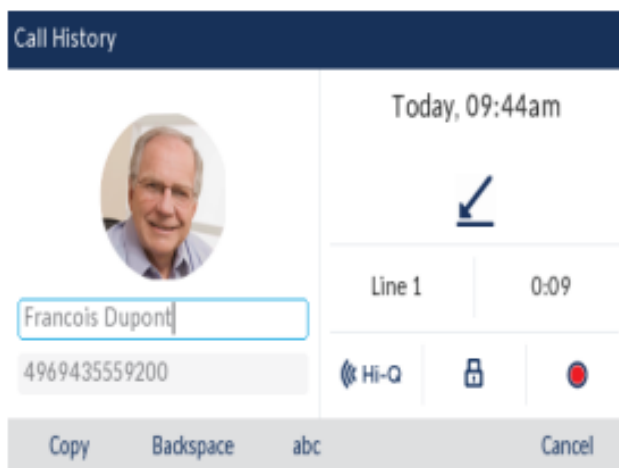 Call History
Today, 09:44am
Line 1 0:09
Francois Dupont
4969435559200
Hi-Q
Copy Backspace abc Cancel